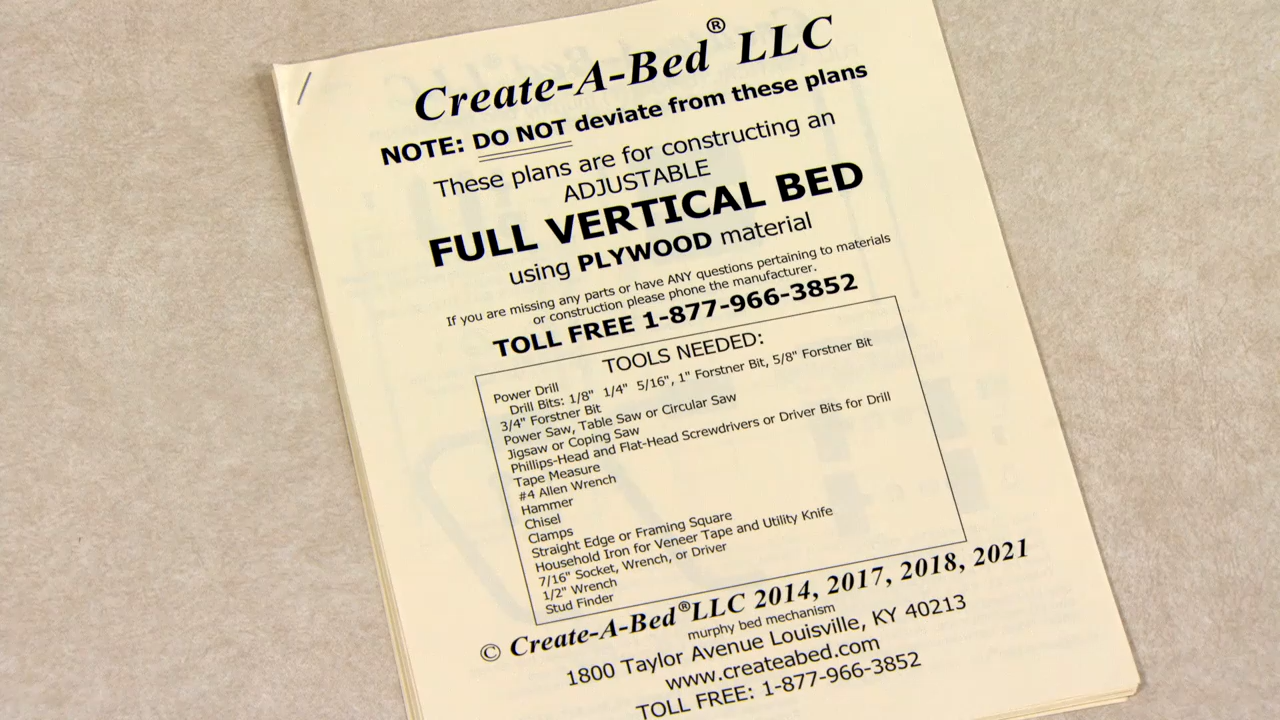 Create-A-Bed® LLC
NOTE: DO NOT deviate from these plans
These plans are for constructing an
ADJUSTABLE
FULL VERTICAL BED
using PLYWOOD material
If you are missing any parts or have ANY questions pertaining to materials
or construction please phone the manufacturer.
TOLL FREE 1-877-966-3852
TOOLS NEEDED:
Power Drill
Drill Bits: 1/8" 1/4" 5/16", 1" Forstner Bit, 5/8" Forstner Bit
3/4" Forstner Bit
Power Saw, Table Saw or Circular Saw
Jigsaw or Coping Saw
Phillips-Head and Flat-Head Screwdrivers or Driver Bits for Drill
Tape Measure
#4 Allen Wrench
Hammer
Chisel
Clamps
Straight Edge or Framing Square
Household Iron for Veneer Tape and Utility Knife
7/16" Socket, Wrench, or Driver
1/2" Wrench
Stud Finder
© Create-A-Bed®LLC 2014, 2017, 2018, 2021
murphy bed mechanism
1800 Taylor Avenue Louisville, KY 40213
www.createabed.com
TOLL FREE: 1-877-966-3852